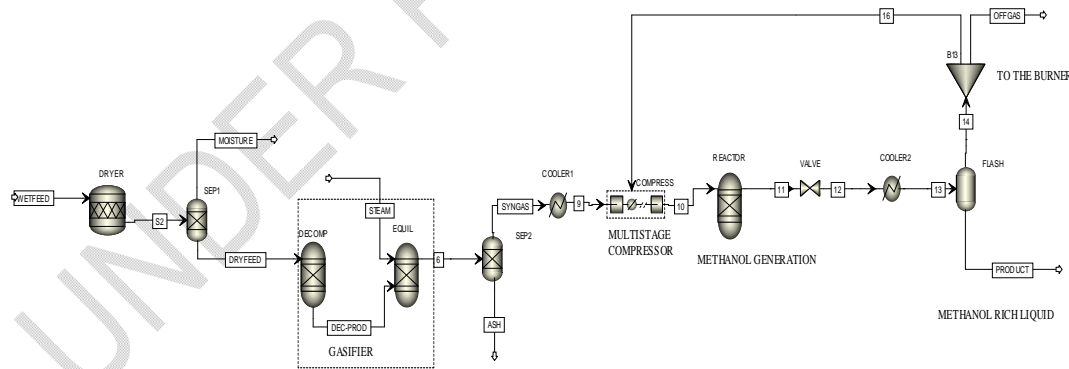 16
OFFGAS
B13
TO THE BURNER
14
MOISTURE
DRYER
SEP1
WETFEED
S2
DRYFEED
STEAM
DECOMP
EQUIL
6
DEC-PROD
GASIFIER
SYNGAS
SEP2
ASH
COOLER1
9
COMPRESS
10
MULTISTAGE
COMPRESSOR
REACTOR
11
VALVE
12
COOLER2
13
FLASH
METHANOL GENERATION
PRODUCT
METHANOL RICH LIQUID
UNDER